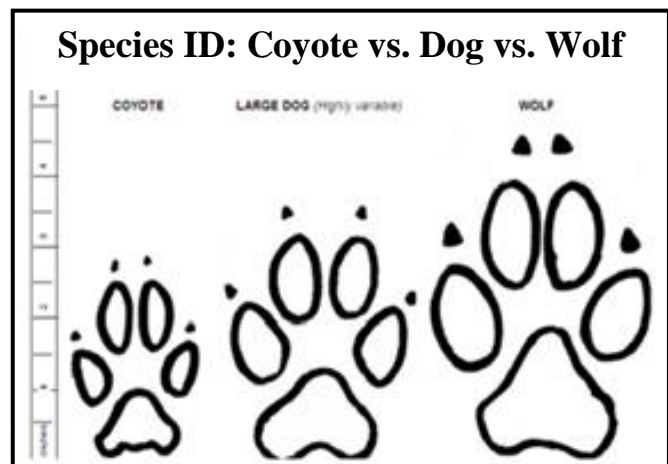 Species ID: Coyote vs. Dog vs. Wolf
COYOTE LARGE DOG (Highly variable) WOLF